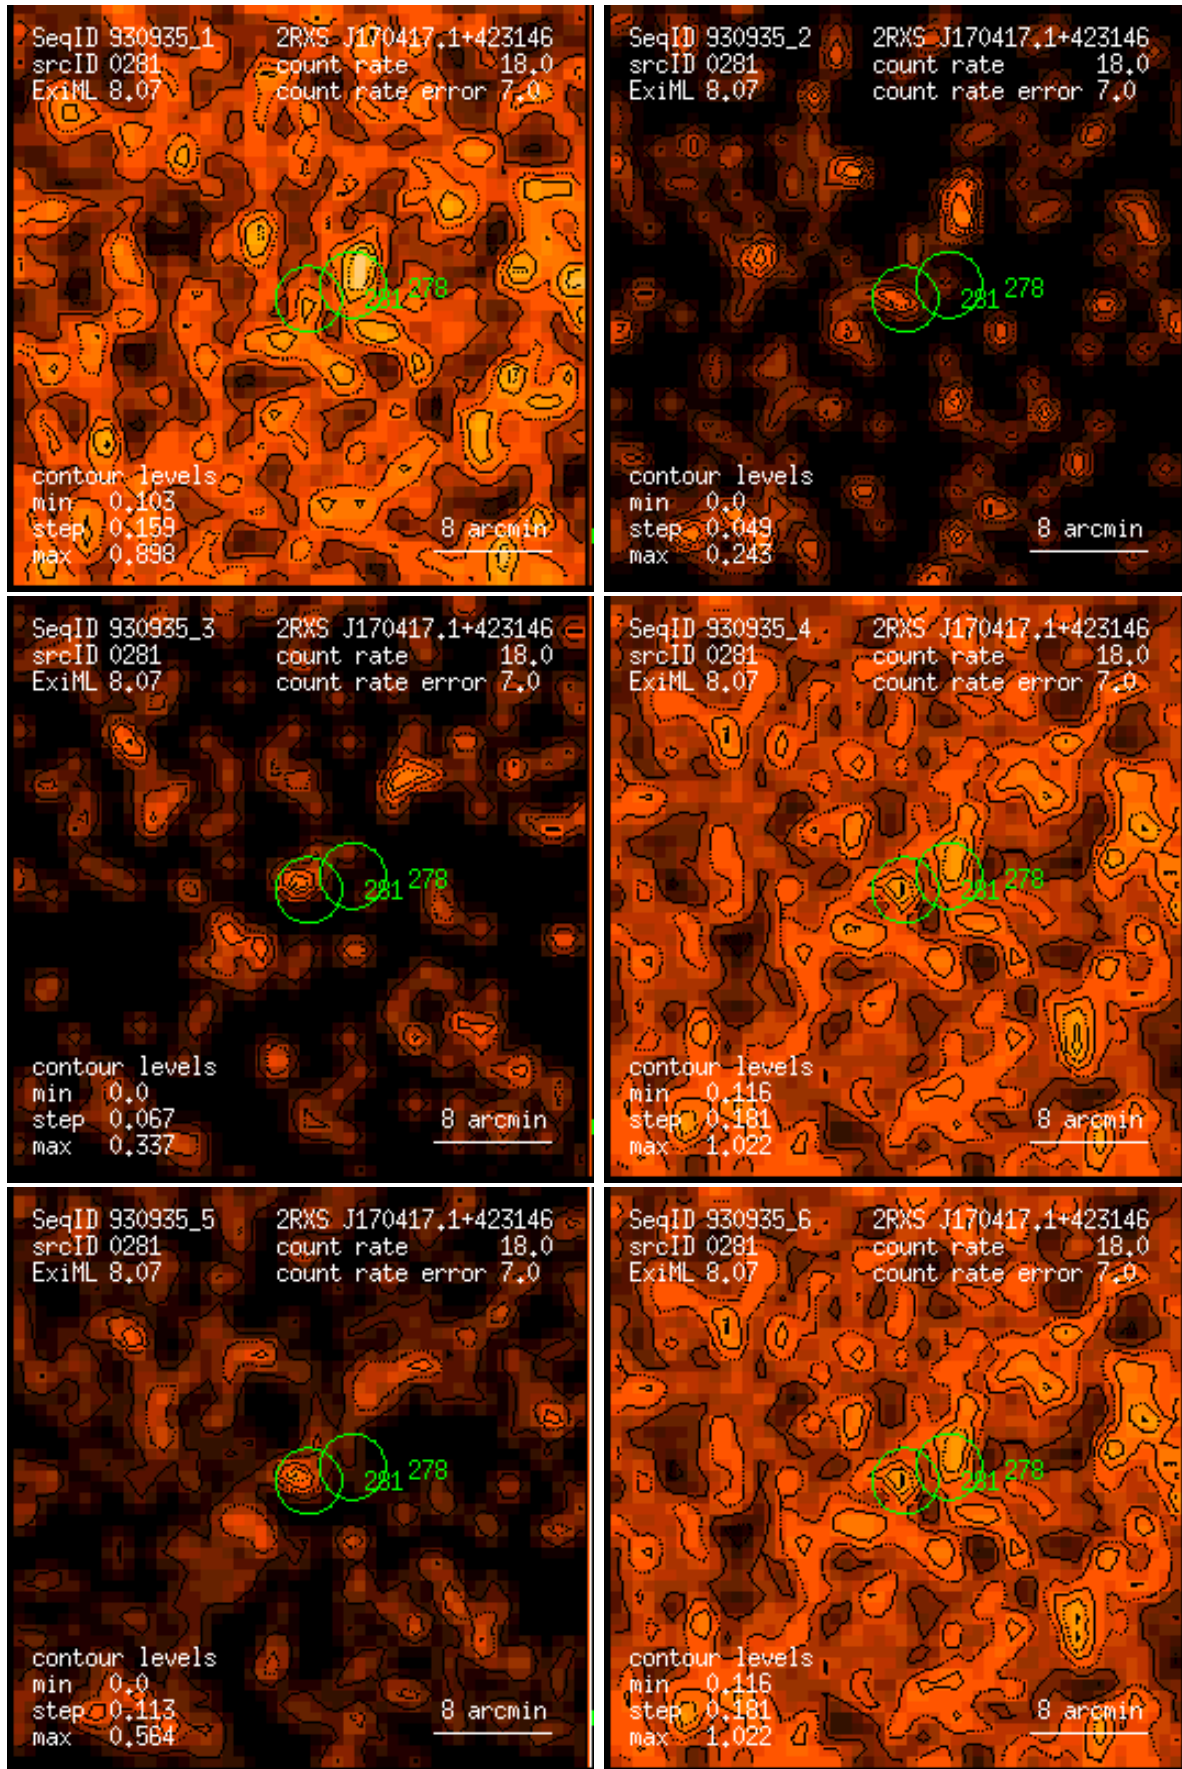 SeqID 930935_1 2RXS J170417.1+423146
srcID 0281 count rate 18.0
ExiML 8.07 count rate error 7.0
281 278
contour levels
min 0.103
step 0.159 8 arcmin
max 0.898
SeqID 930935_2 2RXS J170417.1+423146
srcID 0281 count rate 18.0
ExiML 8.07 count rate error 7.0
281 278
contour levels
min 0.0
step 0.049 8 arcmin
max 0.243
SeqID 930935_3 2RXS J170417.1+423146
srcID 0281 count rate 18.0
ExiML 8.07 count rate error 7.0
281 278
contour levels
min 0.0
step 0.067 8 arcmin
max 0.337
SeqID 930935_4 2RXS J170417.1+423146
srcID 0281 count rate 18.0
ExiML 8.07 count rate error 7.0
281 278
contour levels
min 0.116
step 0.181 8 arcmin
max 1.022
SeqID 930935_5 2RXS J170417.1+423146
srcID 0281 count rate 18.0
ExiML 8.07 count rate error 7.0
281 278
contour levels
min 0.0
step 0.113 8 arcmin
max 0.564
SeqID 930935_6 2RXS J170417.1+423146
srcID 0281 count rate 18.0
ExiML 8.07 count rate error 7.0
281 278
contour levels
min 0.116
step 0.181 8 arcmin
max 1.022